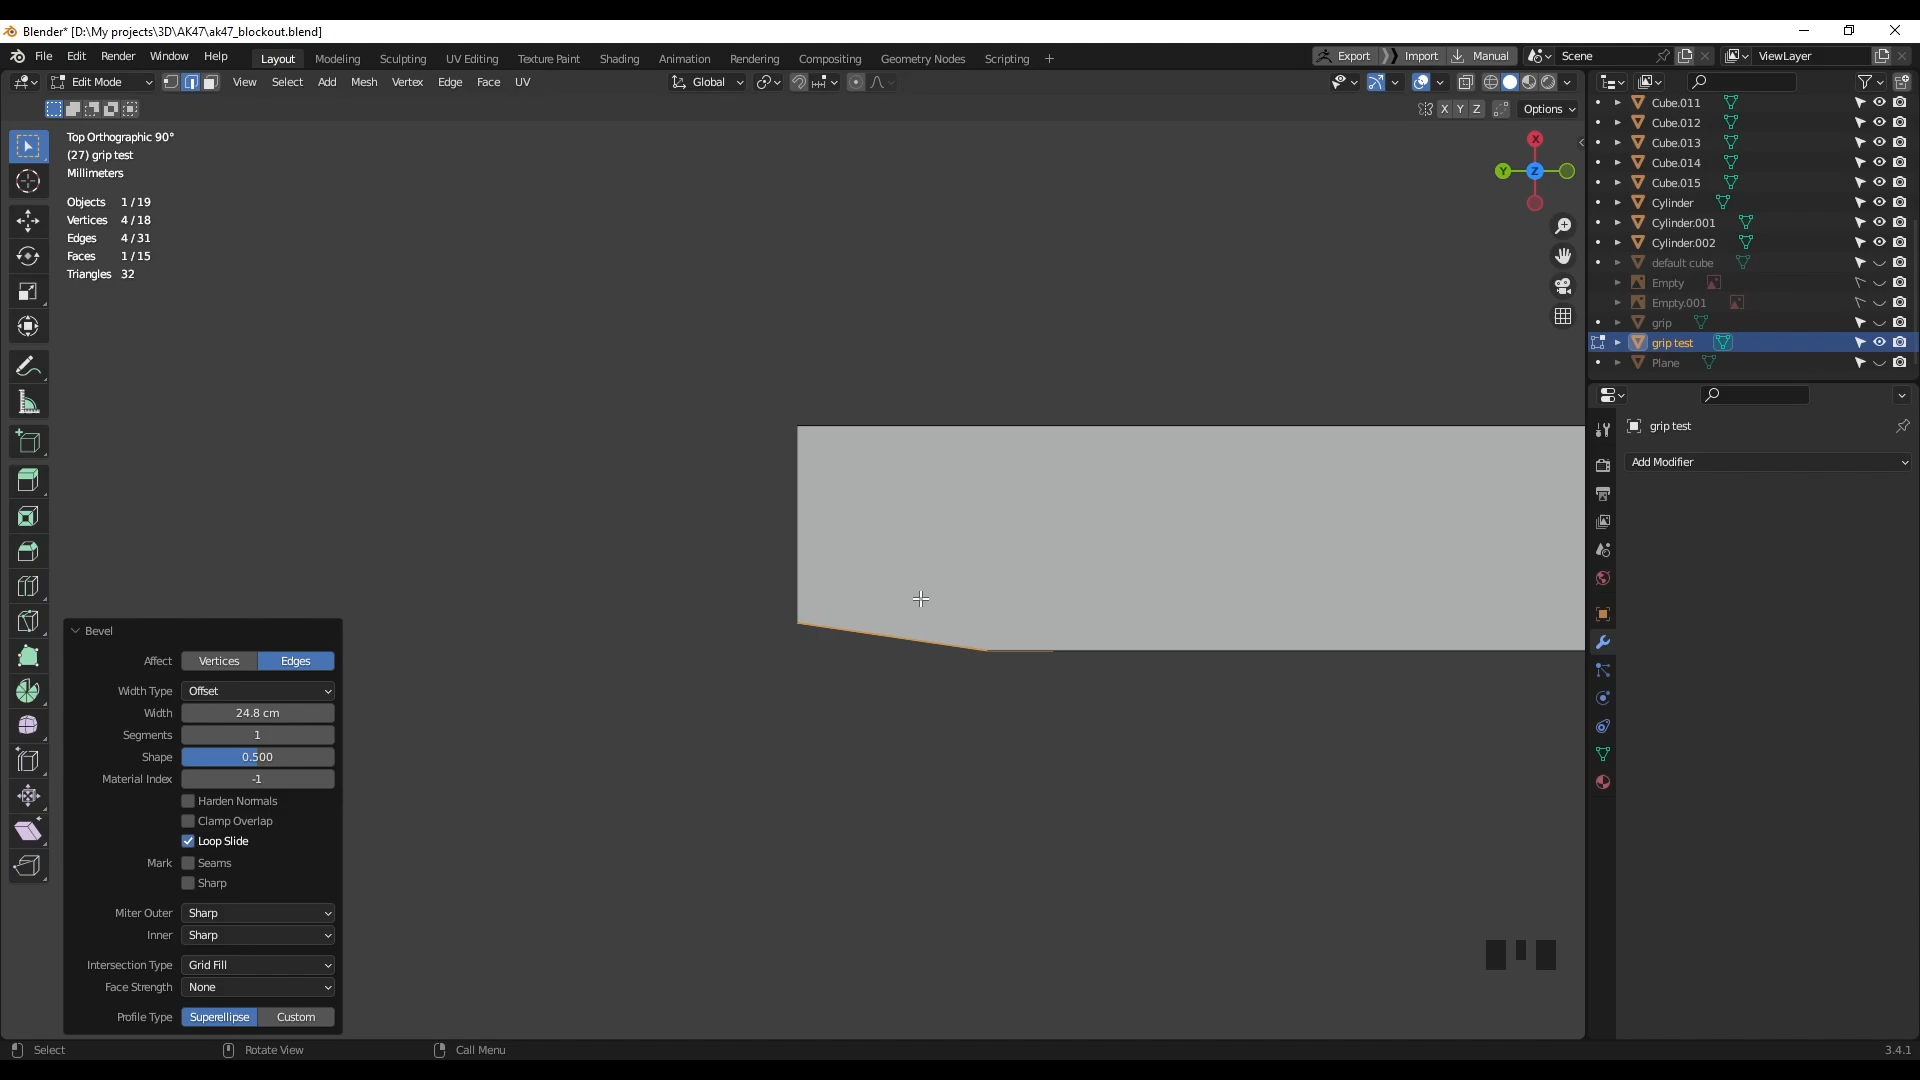 Blender* [D:\My projects\3D\AK47\ak47_blockout.blend]
File Edit Render Window Help Layout Modeling Sculpting UV Editing Texture Paint Shading Animation Rendering Compositing Geometry Nodes Scripting + Export Import Manual Scene ViewLayer
Edit Mode View Select Add Mesh Vertex Edge Face UV Global
X Y Z Options
Top Orthographic 90°
(27) grip test
Millimeters
Objects 1 / 19
Vertices 4 / 18
Edges 4 / 31
Faces 1 / 15
Triangles 32
X
Y
Z
Cube.011
Cube.012
Cube.013
Cube.014
Cube.015
Cylinder
Cylinder.001
Cylinder.002
default cube
Empty
Empty.001
grip
grip test
Plane
grip test
Add Modifier
Bevel
Affect Vertices Edges
Width Type Offset
Width 24.8 cm
Segments 1
Shape 0.500
Material Index -1
Harden Normals
Clamp Overlap
Loop Slide
Mark Seams
Sharp
Miter Outer Sharp
Inner Sharp
Intersection Type Grid Fill
Face Strength None
Profile Type Superellipse Custom
Select Rotate View Call Menu 3.4.1